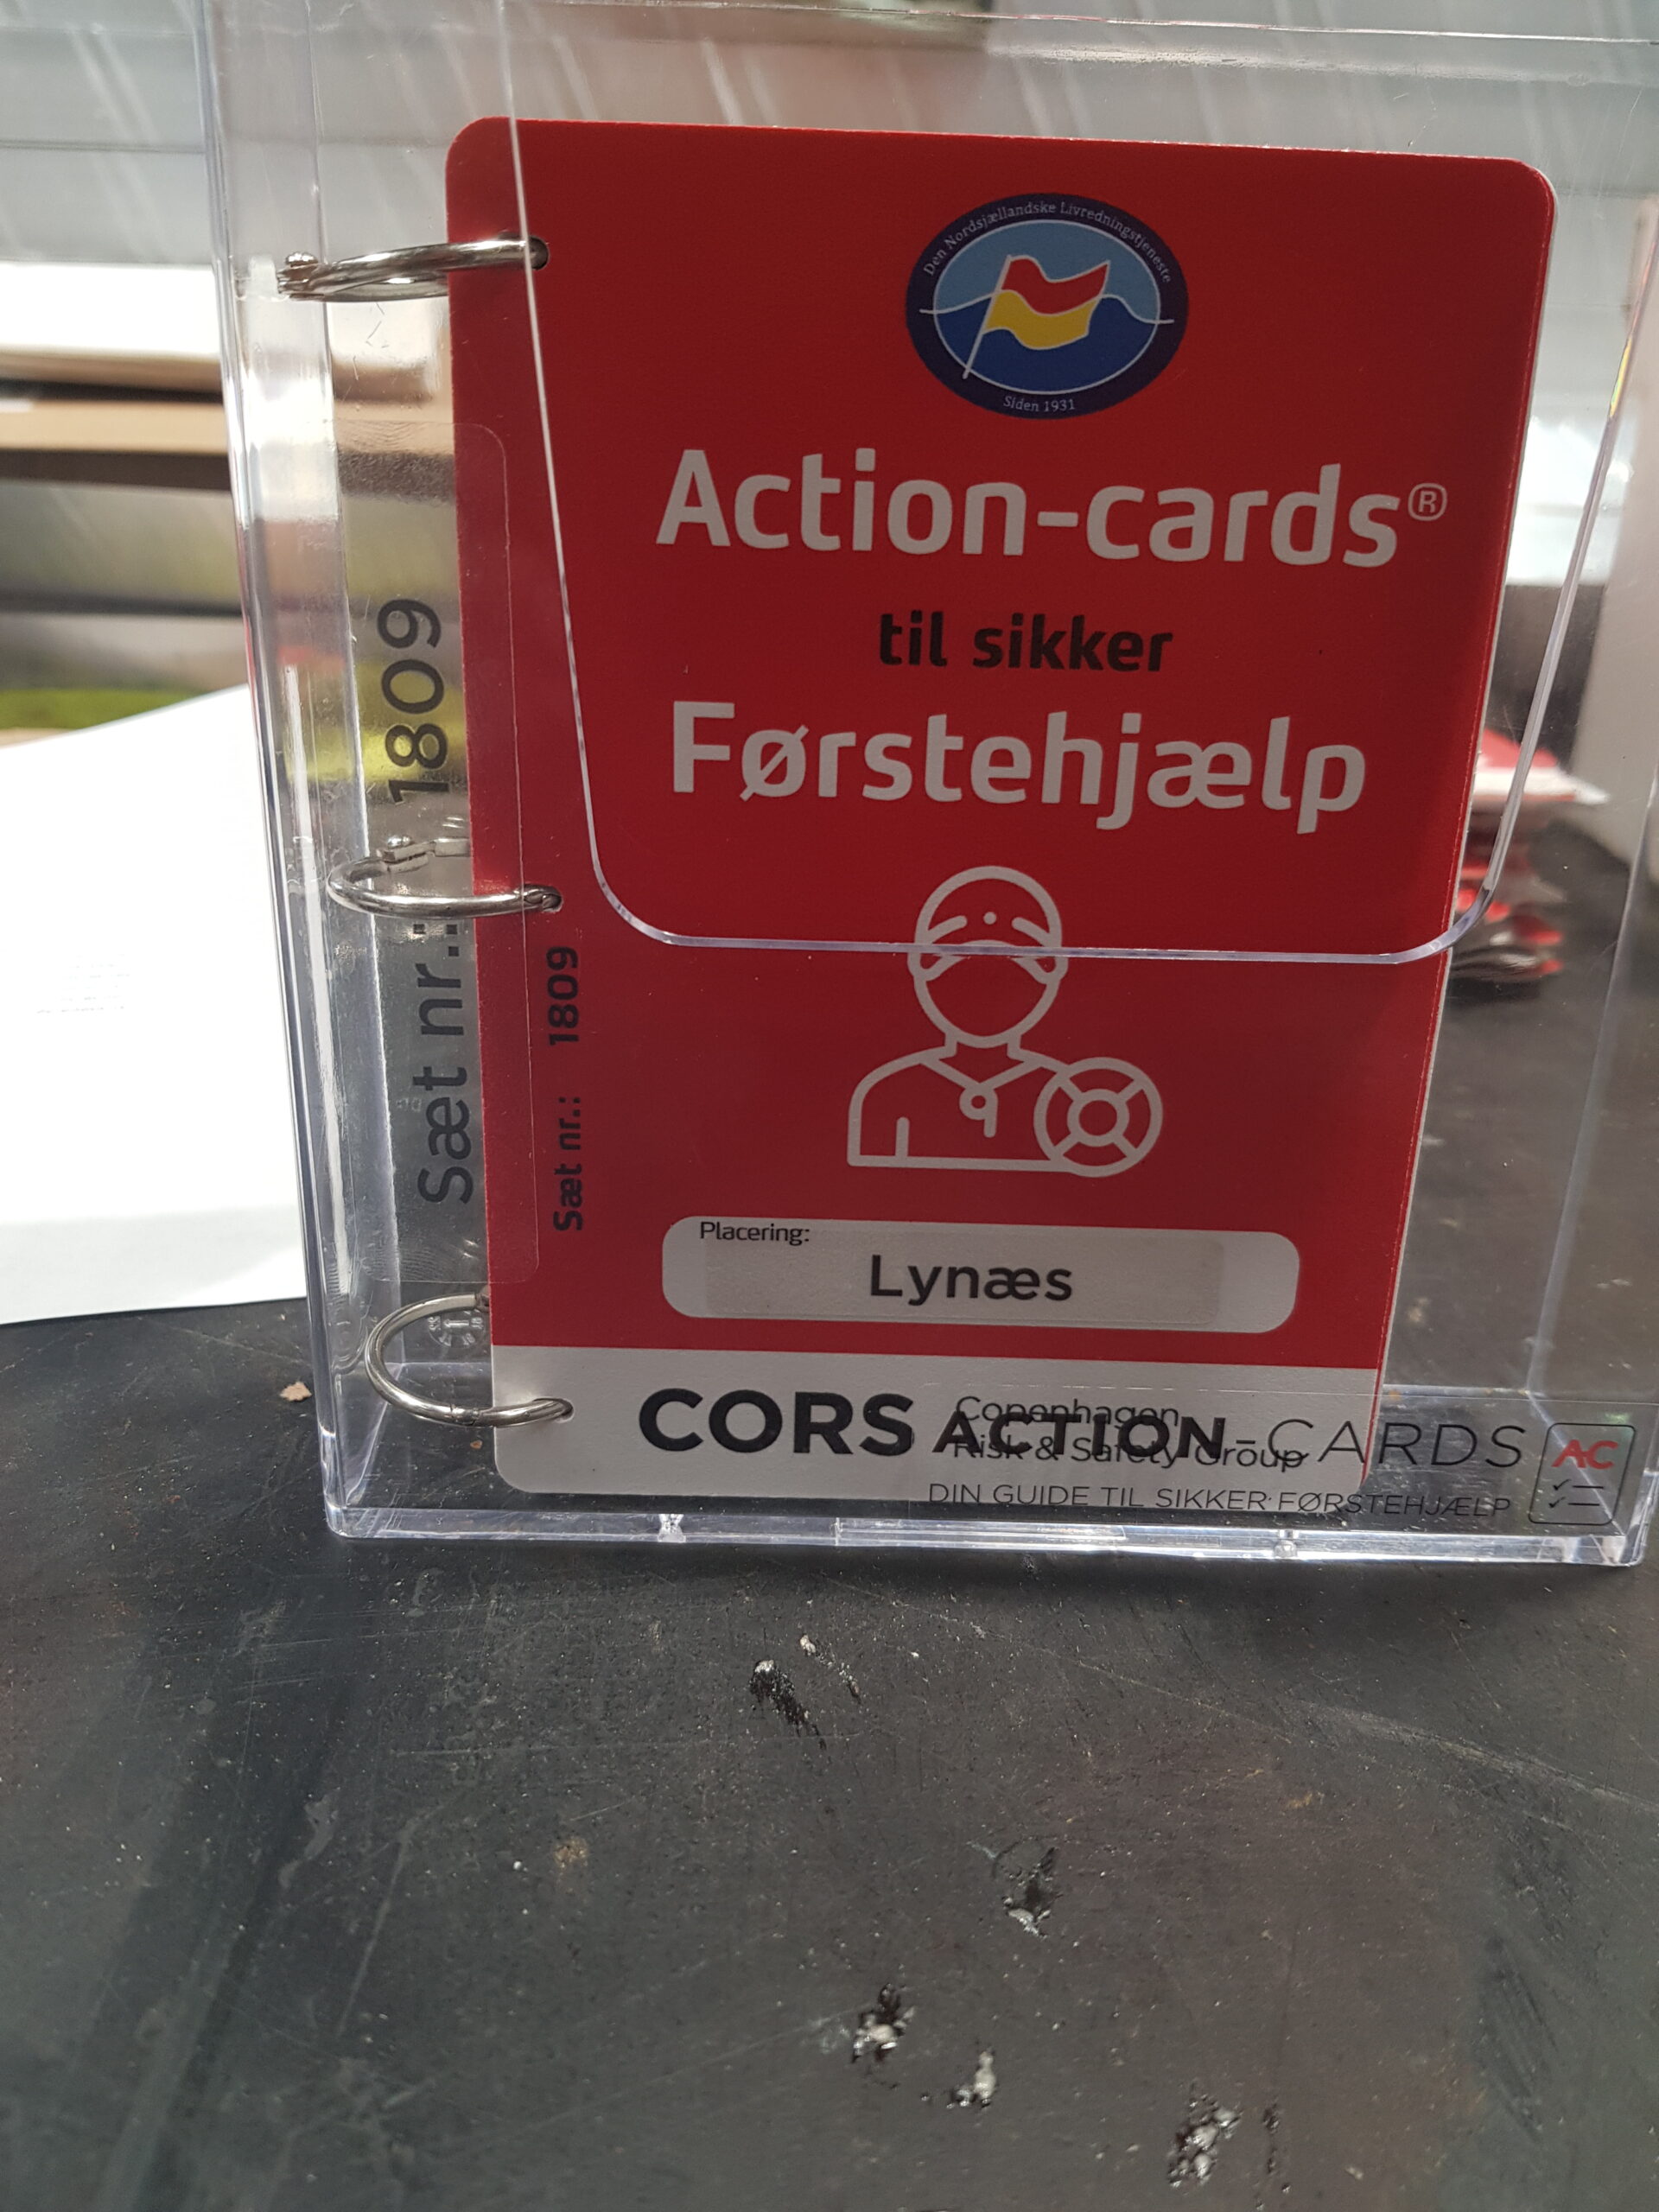 Den Nordsjællandske Livredningstjeneste
Siden 1931
Action-cards®
til sikker
Førstehjælp
Sæt nr.: 1809
Sæt nr.: 1809
Placering:
Lynæs
CORS
Copenhagen
Risk & Safety Group
ACTION-CARDS
AC
DIN GUIDE TIL SIKKER FØRSTEHJÆLP